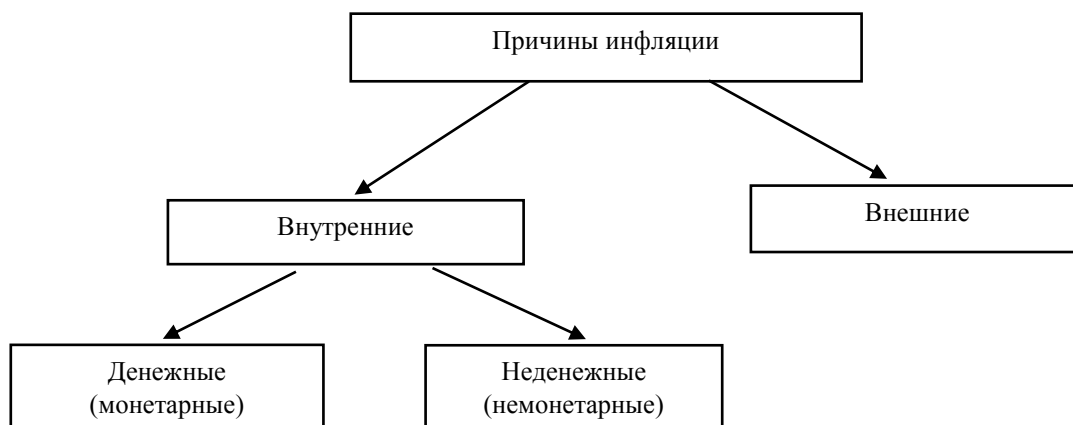 Причины инфляции
Внутренние
Внешние
Денежные
(монетарные)
Неденежные
(немонетарные)